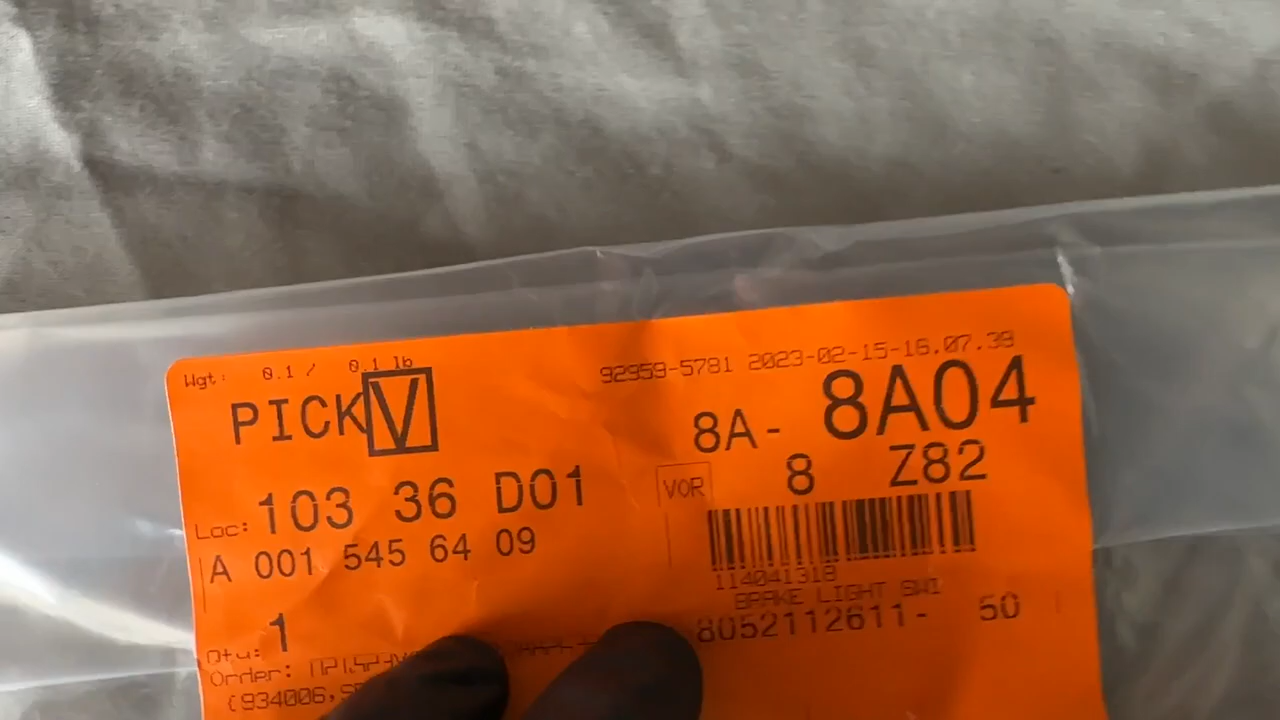 Wgt: 0.1 / 0.1 lb
92959-5781 2023-02-15-16.07.39
PICK V
8A- 8A04
VOR 8 Z82
Loc: 103 36 D01
A 001 545 64 09
114041318
BRAKE LIGHT SWI
Qty: 1
8052112611- 50
Order:
(934006,